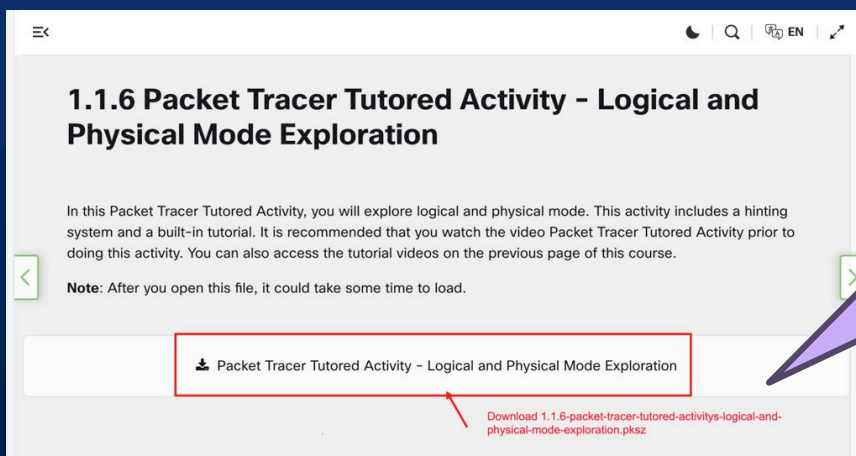 EN
1.1.6 Packet Tracer Tutored Activity - Logical and
Physical Mode Exploration
In this Packet Tracer Tutored Activity, you will explore logical and physical mode. This activity includes a hinting
system and a built-in tutorial. It is recommended that you watch the video Packet Tracer Tutored Activity prior to
doing this activity. You can also access the tutorial videos on the previous page of this course.
Note: After you open this file, it could take some time to load.
Packet Tracer Tutored Activity - Logical and Physical Mode Exploration
Download 1.1.6-packet-tracer-tutored-activitys-logical-and-
physical-mode-exploration.pksz